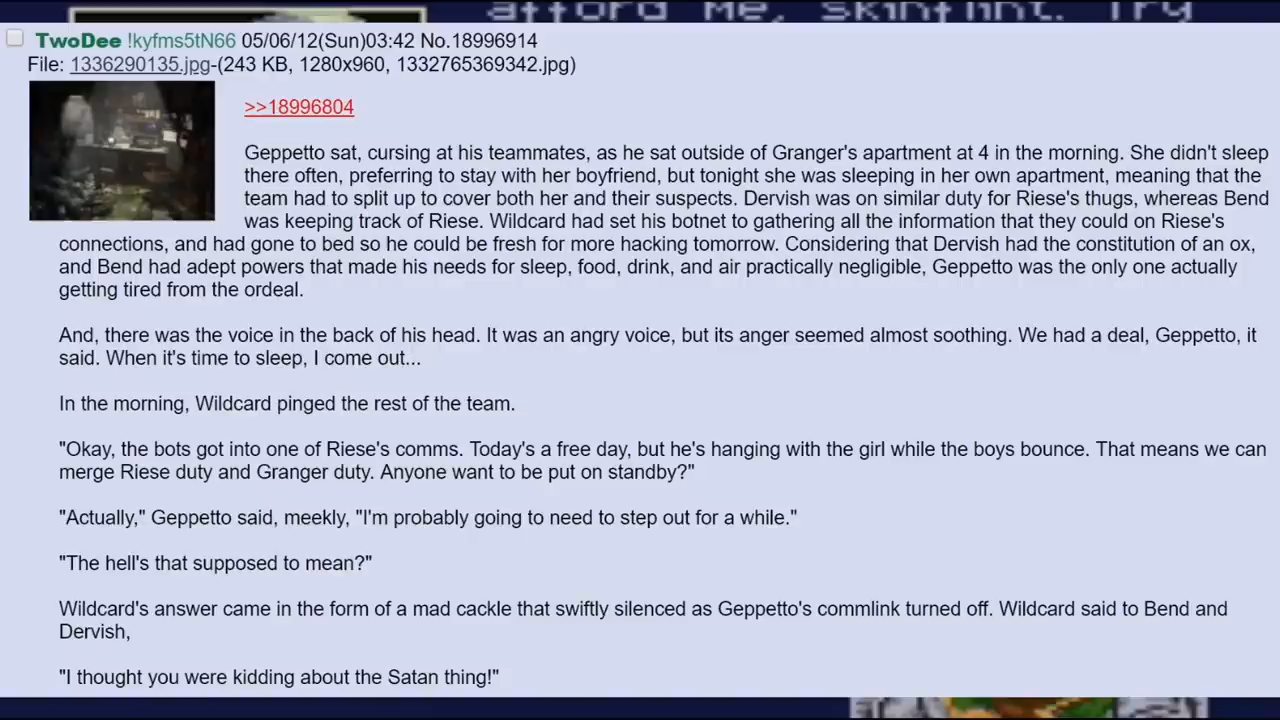 afford me, skinflint. Try
TwoDee !kyfms5tN66 05/06/12(Sun)03:42 No.18996914
File: 1336290135.jpg-(243 KB, 1280x960, 1332765369342.jpg)
>>18996804
Geppetto sat, cursing at his teammates, as he sat outside of Granger's apartment at 4 in the morning. She didn't sleep
there often, preferring to stay with her boyfriend, but tonight she was sleeping in her own apartment, meaning that the
team had to split up to cover both her and their suspects. Dervish was on similar duty for Riese's thugs, whereas Bend
was keeping track of Riese. Wildcard had set his botnet to gathering all the information that they could on Riese's
connections, and had gone to bed so he could be fresh for more hacking tomorrow. Considering that Dervish had the constitution of an ox,
and Bend had adept powers that made his needs for sleep, food, drink, and air practically negligible, Geppetto was the only one actually
getting tired from the ordeal.
And, there was the voice in the back of his head. It was an angry voice, but its anger seemed almost soothing. We had a deal, Geppetto, it
said. When it's time to sleep, I come out...
In the morning, Wildcard pinged the rest of the team.
"Okay, the bots got into one of Riese's comms. Today's a free day, but he's hanging with the girl while the boys bounce. That means we can
merge Riese duty and Granger duty. Anyone want to be put on standby?"
"Actually," Geppetto said, meekly, "I'm probably going to need to step out for a while."
"The hell's that supposed to mean?"
Wildcard's answer came in the form of a mad cackle that swiftly silenced as Geppetto's commlink turned off. Wildcard said to Bend and
Dervish,
"I thought you were kidding about the Satan thing!"